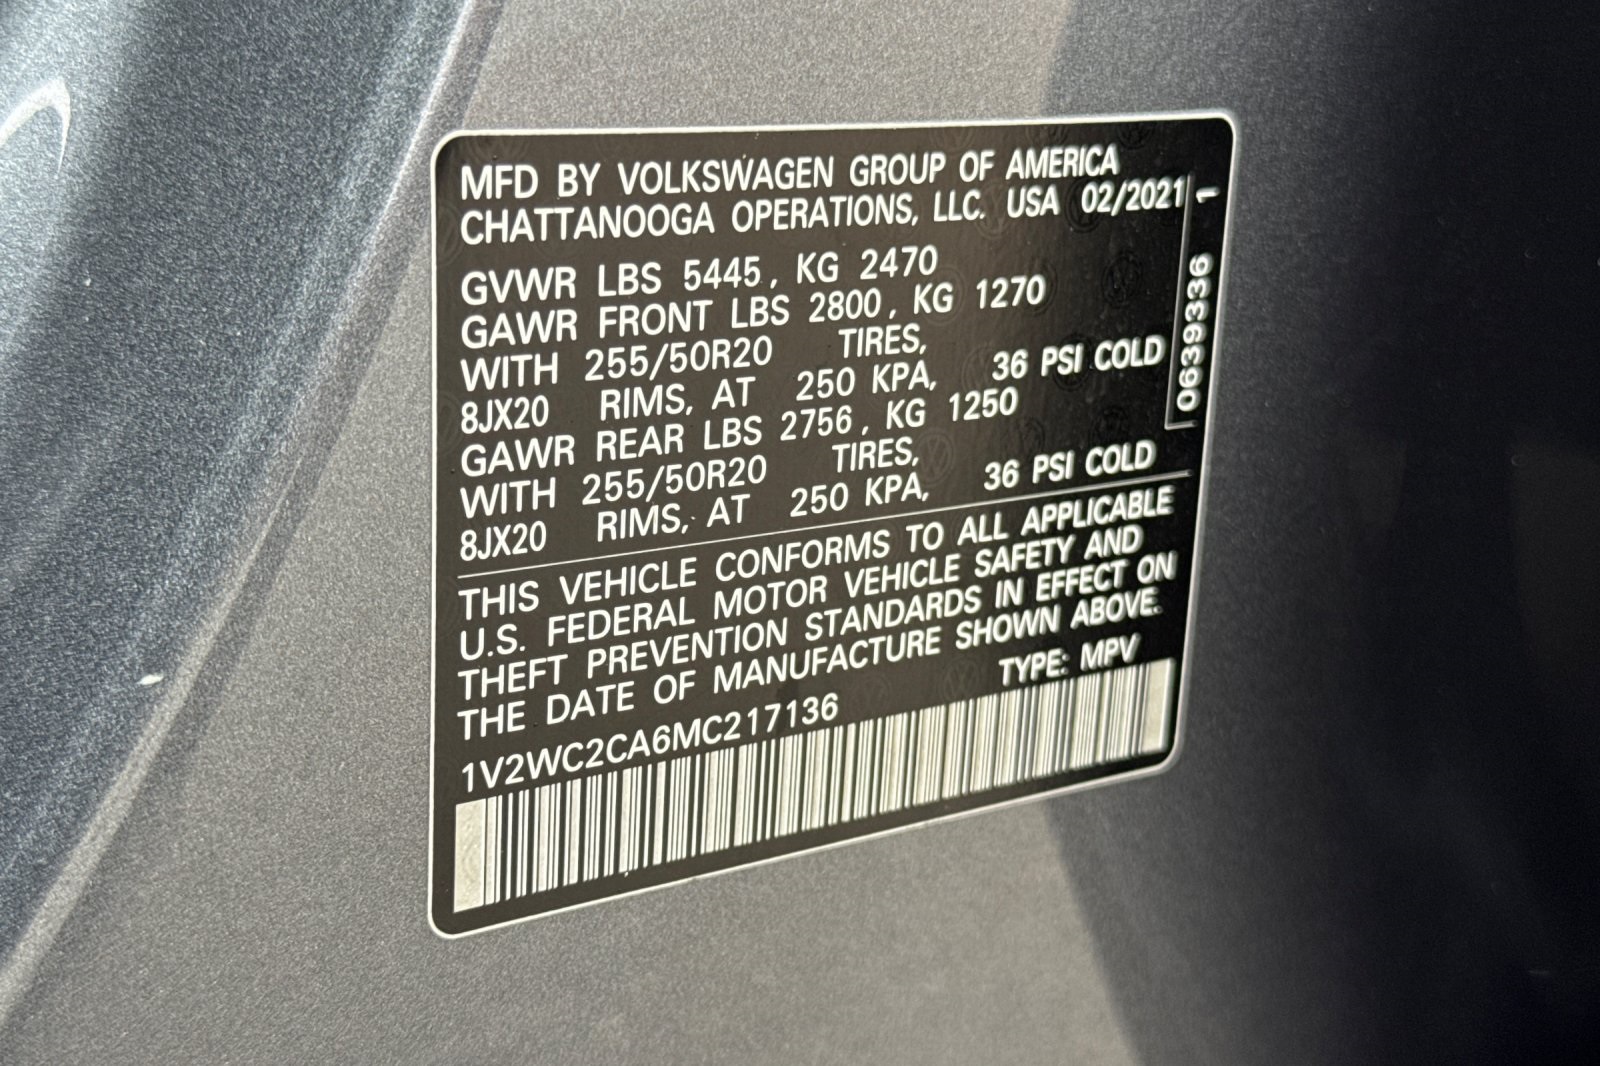 MFD BY VOLKSWAGEN GROUP OF AMERICA
CHATTANOOGA OPERATIONS, LLC. USA 02/2021
GVWR LBS 5445, KG 2470
GAWR FRONT LBS 2800, KG 1270
WITH 255/50R20 TIRES,
8JX20 RIMS, AT 250 KPA, 36 PSI COLD
GAWR REAR LBS 2756, KG 1250
WITH 255/50R20 TIRES,
8JX20 RIMS, AT 250 KPA, 36 PSI COLD
THIS VEHICLE CONFORMS TO ALL APPLICABLE
U.S. FEDERAL MOTOR VEHICLE SAFETY AND
THEFT PREVENTION STANDARDS IN EFFECT ON
THE DATE OF MANUFACTURE SHOWN ABOVE.
TYPE: MPV
1V2WC2CA6MC217136
0639336 1